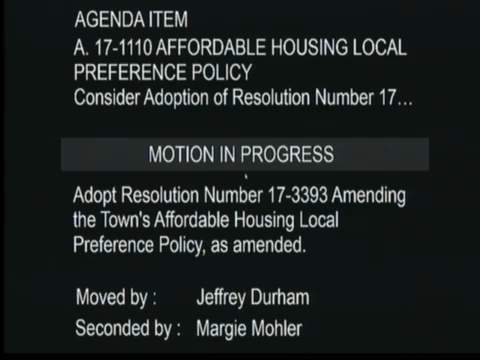 AGENDA ITEM
A. 17-1110 AFFORDABLE HOUSING LOCAL
PREFERENCE POLICY
Consider Adoption of Resolution Number 17...
MOTION IN PROGRESS
Adopt Resolution Number 17-3393 Amending
the Town's Affordable Housing Local
Preference Policy, as amended.
Moved by : Jeffrey Durham
Seconded by : Margie Mohler